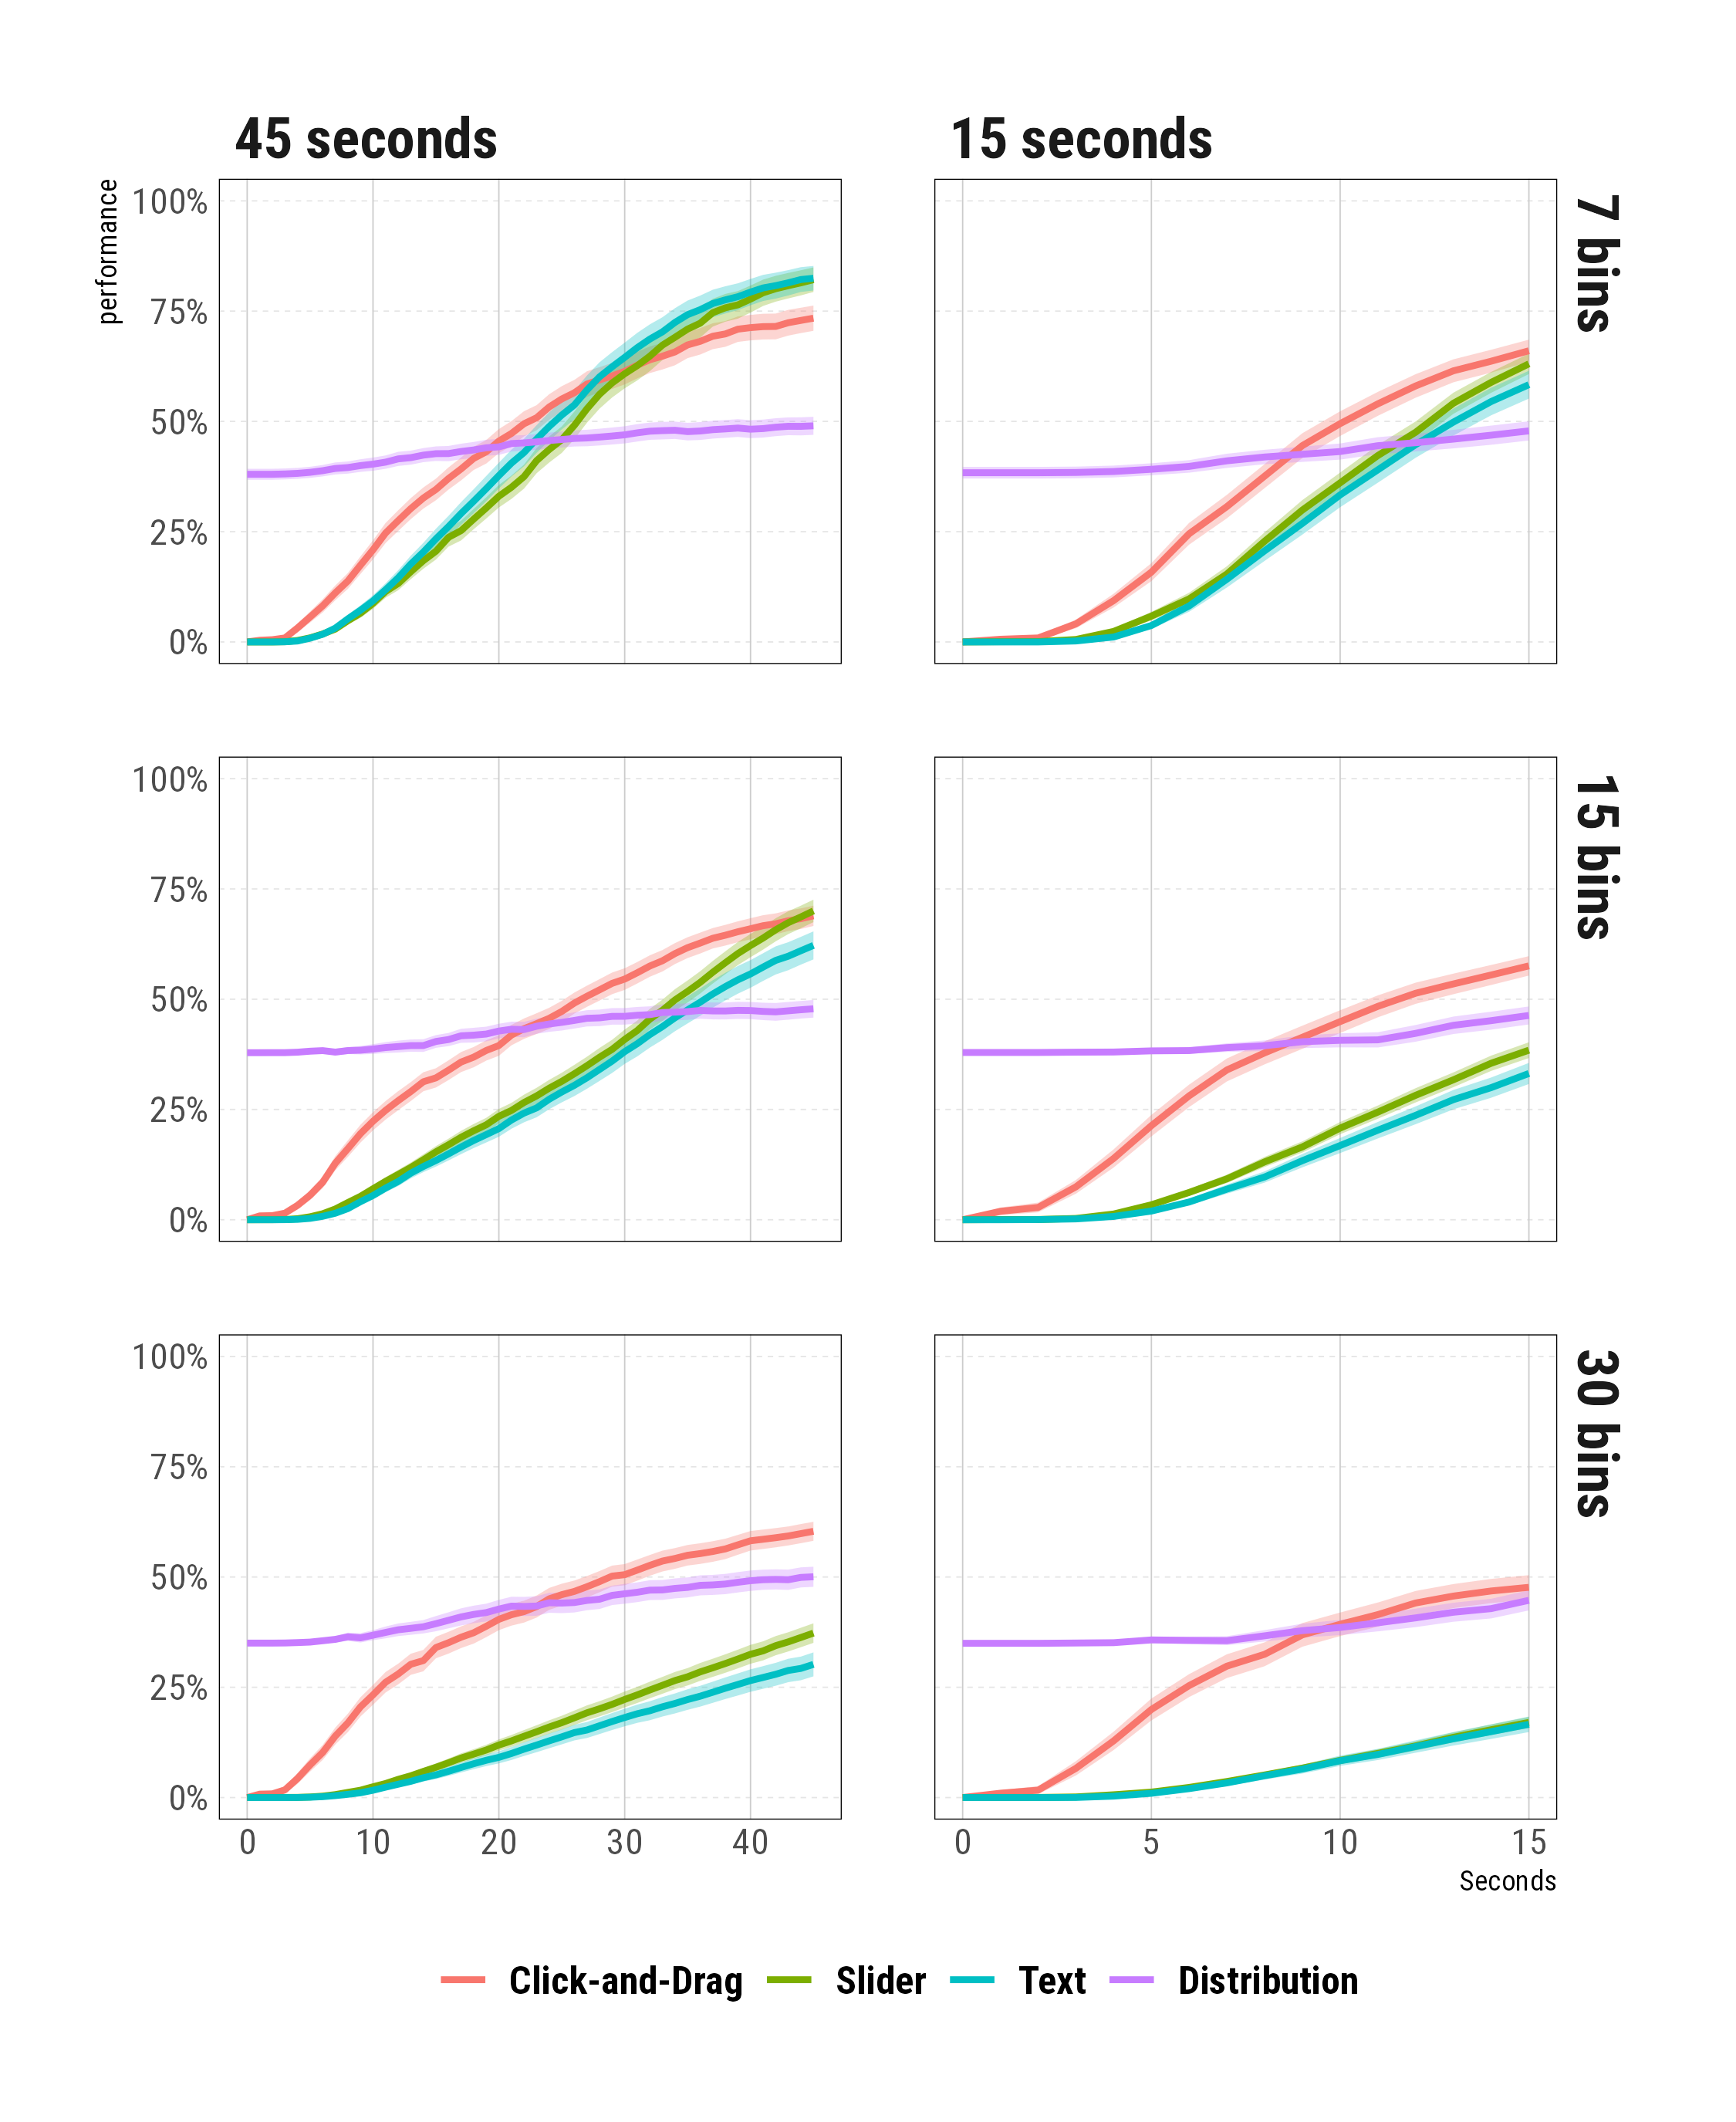 45 seconds
15 seconds
performance
100%
75%
50%
25%
0%
7 bins
100%
75%
50%
25%
0%
15 bins
100%
75%
50%
25%
0%
30 bins
0 10 20 30 40
0 5 10 15
Seconds
Click-and-Drag Slider Text Distribution